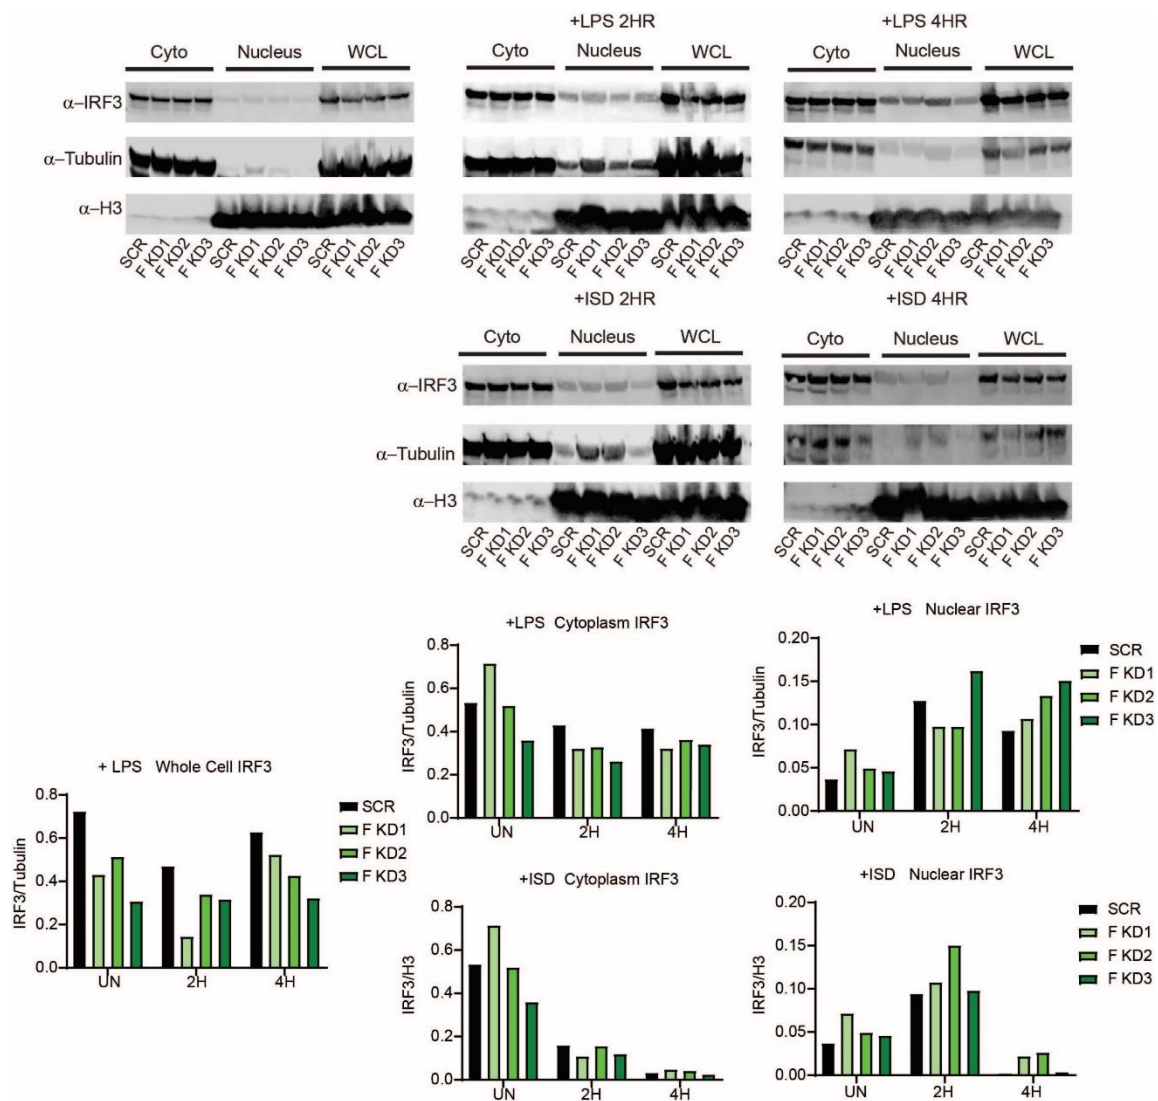 +LPS 2HR
+LPS 4HR
Cyto Nucleus WCL
Cyto Nucleus WCL
Cyto Nucleus WCL
α–IRF3
α–Tubulin
α–H3
SCR F KD1 F KD2 F KD3 SCR F KD1 F KD2 F KD3 SCR F KD1 F KD2 F KD3
SCR F KD1 F KD2 F KD3 SCR F KD1 F KD2 F KD3 SCR F KD1 F KD2 F KD3
SCR F KD1 F KD2 F KD3 SCR F KD1 F KD2 F KD3 SCR F KD1 F KD2 F KD3
+ISD 2HR
+ISD 4HR
Cyto Nucleus WCL
Cyto Nucleus WCL
α–IRF3
α–Tubulin
α–H3
SCR F KD1 F KD2 F KD3 SCR F KD1 F KD2 F KD3 SCR F KD1 F KD2 F KD3
SCR F KD1 F KD2 F KD3 SCR F KD1 F KD2 F KD3 SCR F KD1 F KD2 F KD3
+LPS Cytoplasm IRF3
IRF3/Tubulin
0.8
0.6
0.4
0.2
0.0
UN 2H 4H
+LPS Nuclear IRF3
IRF3/Tubulin
0.20
0.15
0.10
0.05
0.00
UN 2H 4H
SCR
F KD1
F KD2
F KD3
+ LPS Whole Cell IRF3
IRF3/Tubulin
0.8
0.6
0.4
0.2
0.0
UN 2H 4H
SCR
F KD1
F KD2
F KD3
+ISD Cytoplasm IRF3
IRF3/H3
0.8
0.6
0.4
0.2
0.0
UN 2H 4H
+ISD Nuclear IRF3
IRF3/H3
0.20
0.15
0.10
0.05
0.00
UN 2H 4H
SCR
F KD1
F KD2
F KD3